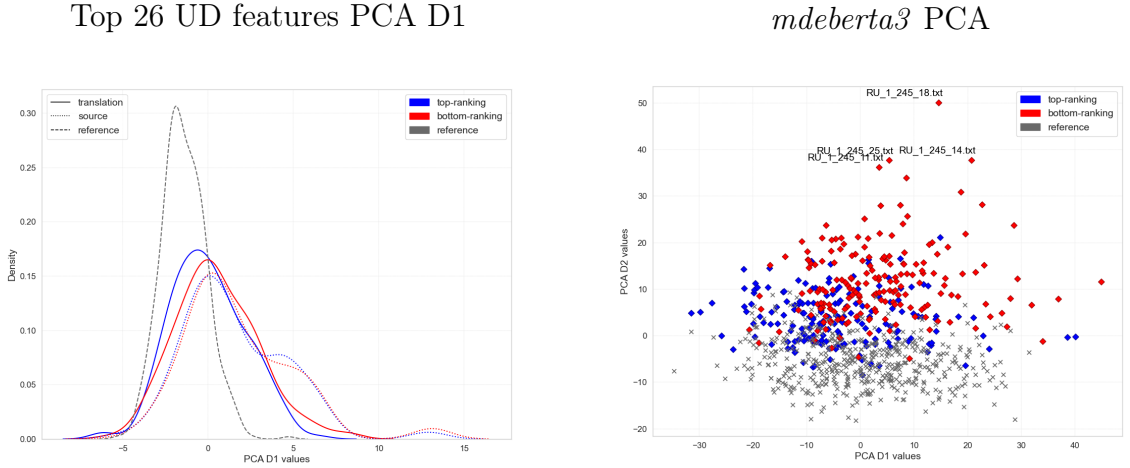 Top 26 UD features PCA D1
mdeberta3 PCA
translation
source
reference
top-ranking
bottom-ranking
reference
0.30
0.25
0.20
0.15
0.10
0.05
0.00
Density
−5
0
5
10
15
PCA D1 values
RU_1_245_18.txt
top-ranking
bottom-ranking
reference
RU_1_245_25.txt
RU_1_245_14.txt
RU_1_245_11.txt
50
40
30
20
10
0
−10
−20
PCA D2 values
−30
−20
−10
0
10
20
30
40
PCA D1 values